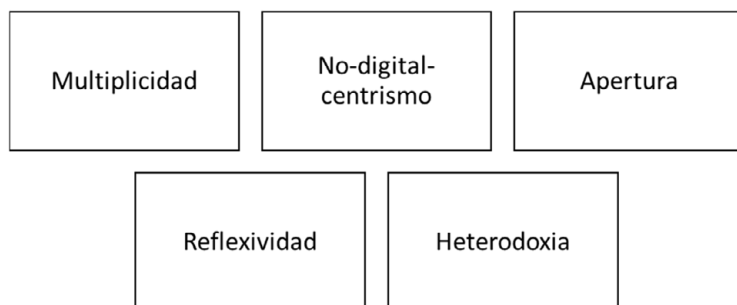 Multiplicidad
No-digital-
centrismo
Apertura
Reflexividad
Heterodoxia